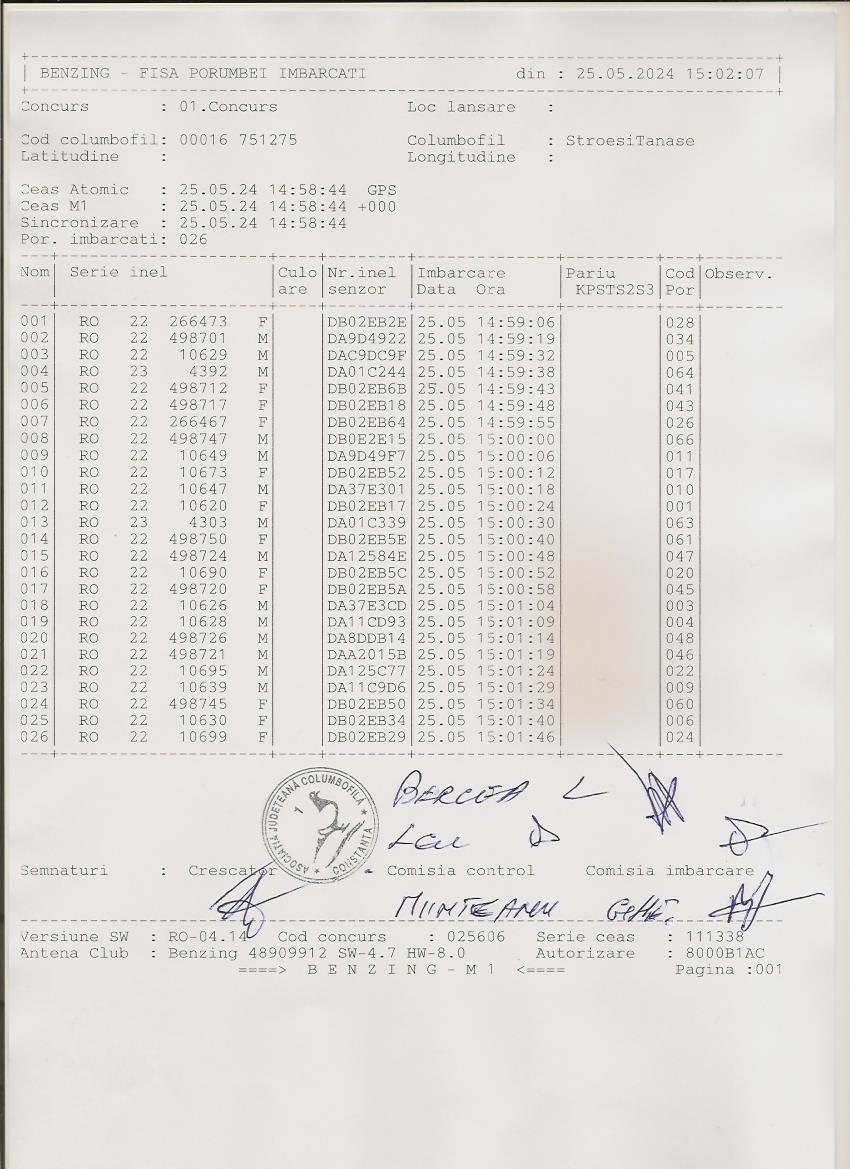 BENZING - FISA PORUMBEI IMBARCATI din : 25.05.2024 15:02:07
Concurs : 01.Concurs Loc lansare :
Cod columbofil: 00016 751275 Columbofil : StroesiTanase
Latitudine : Longitudine :
Ceas Atomic : 25.05.24 14:58:44 GPS
Ceas M1 : 25.05.24 14:58:44 +000
Sincronizare : 25.05.24 14:58:44
Por. imbarcati: 026
Nom Serie inel Culo Nr.inel Imbarcare Pariu Cod Observ.
are senzor Data Ora KPSTS2S3 Por
001 RO 22 266473 F DB02EB2E 25.05 14:59:06 028
002 RO 22 498701 M DA9D4922 25.05 14:59:19 034
003 RO 22 10629 M DAC9DC9F 25.05 14:59:32 005
004 RO 23 4392 M DA01C244 25.05 14:59:38 064
005 RO 22 498712 F DB02EB6B 25.05 14:59:43 041
006 RO 22 498717 F DB02EB18 25.05 14:59:48 043
007 RO 22 266467 F DB02EB64 25.05 14:59:55 026
008 RO 22 498747 M DB0E2E15 25.05 15:00:00 066
009 RO 22 10649 M DA9D49F7 25.05 15:00:06 011
010 RO 22 10673 F DB02EB52 25.05 15:00:12 017
011 RO 22 10647 M DA37E301 25.05 15:00:18 010
012 RO 22 10620 F DB02EB17 25.05 15:00:24 001
013 RO 23 4303 M DA01C339 25.05 15:00:30 063
014 RO 22 498750 F DB02EB5E 25.05 15:00:40 061
015 RO 22 498724 M DA12584E 25.05 15:00:48 047
016 RO 22 10690 F DB02EB5C 25.05 15:00:52 020
017 RO 22 498720 F DB02EB5A 25.05 15:00:58 045
018 RO 22 10626 M DA37E3CD 25.05 15:01:04 003
019 RO 22 10628 M DA11CD93 25.05 15:01:09 004
020 RO 22 498726 M DA8DDB14 25.05 15:01:14 048
021 RO 22 498721 M DAA2015B 25.05 15:01:19 046
022 RO 22 10695 M DA125C77 25.05 15:01:24 022
023 RO 22 10639 M DA11C9D6 25.05 15:01:29 009
024 RO 22 498745 F DB02EB50 25.05 15:01:34 060
025 RO 22 10630 F DB02EB34 25.05 15:01:40 006
026 RO 22 10699 F DB02EB29 25.05 15:01:46 024
ASOCIAŢIA JUDEŢEANĂ COLUMBOFILĂ * CONSTANTA *
1
BERCEA L
Semnaturi : Crescator Comisia control Comisia imbarcare
MUNTEANU
Versiune SW : RO-04.14 Cod concurs : 025606 Serie ceas : 111338
Antena Club : Benzing 48909912 SW-4.7 HW-8.0 Autorizare : 8000B1AC
====> B E N Z I N G - M 1 <==== Pagina :001